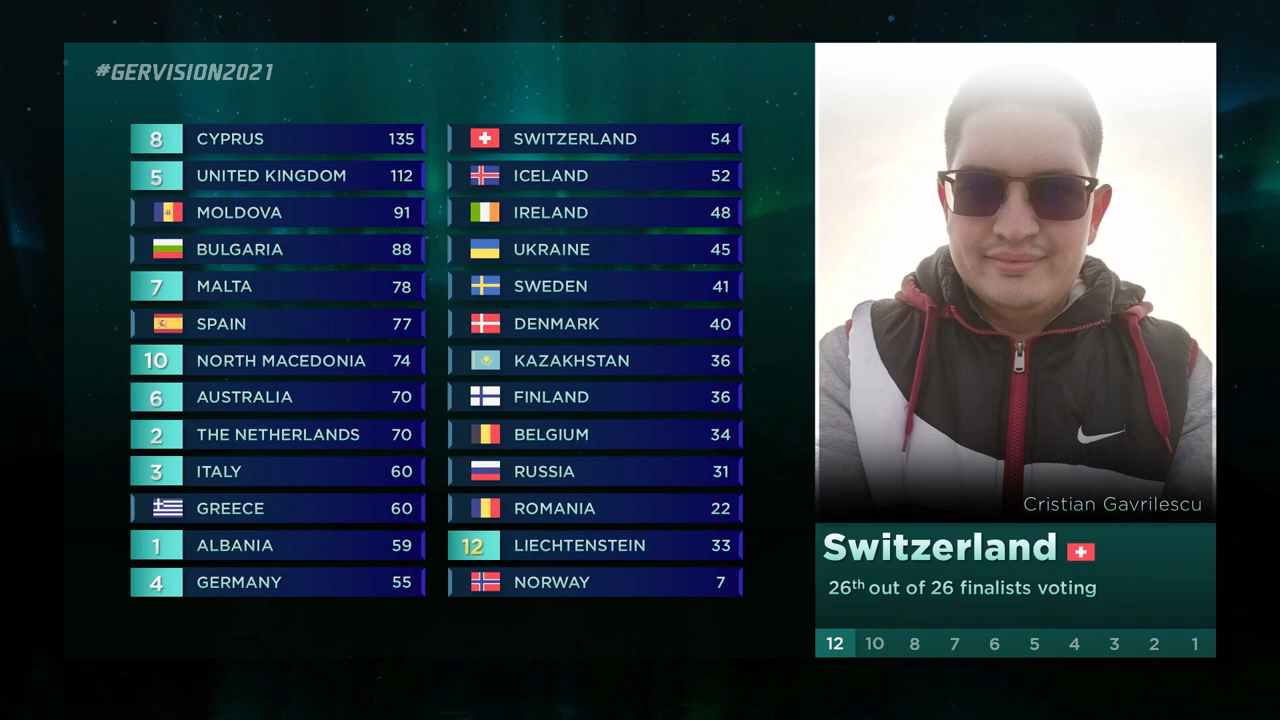 #GERVISION2021
8 CYPRUS 135
5 UNITED KINGDOM 112
MOLDOVA 91
BULGARIA 88
7 MALTA 78
SPAIN 77
10 NORTH MACEDONIA 74
6 AUSTRALIA 70
2 THE NETHERLANDS 70
3 ITALY 60
GREECE 60
1 ALBANIA 59
4 GERMANY 55
SWITZERLAND 54
ICELAND 52
IRELAND 48
UKRAINE 45
SWEDEN 41
DENMARK 40
KAZAKHSTAN 36
FINLAND 36
BELGIUM 34
RUSSIA 31
ROMANIA 22
12 LIECHTENSTEIN 33
NORWAY 7
Cristian Gavrilescu
Switzerland
26th out of 26 finalists voting
12 10 8 7 6 5 4 3 2 1